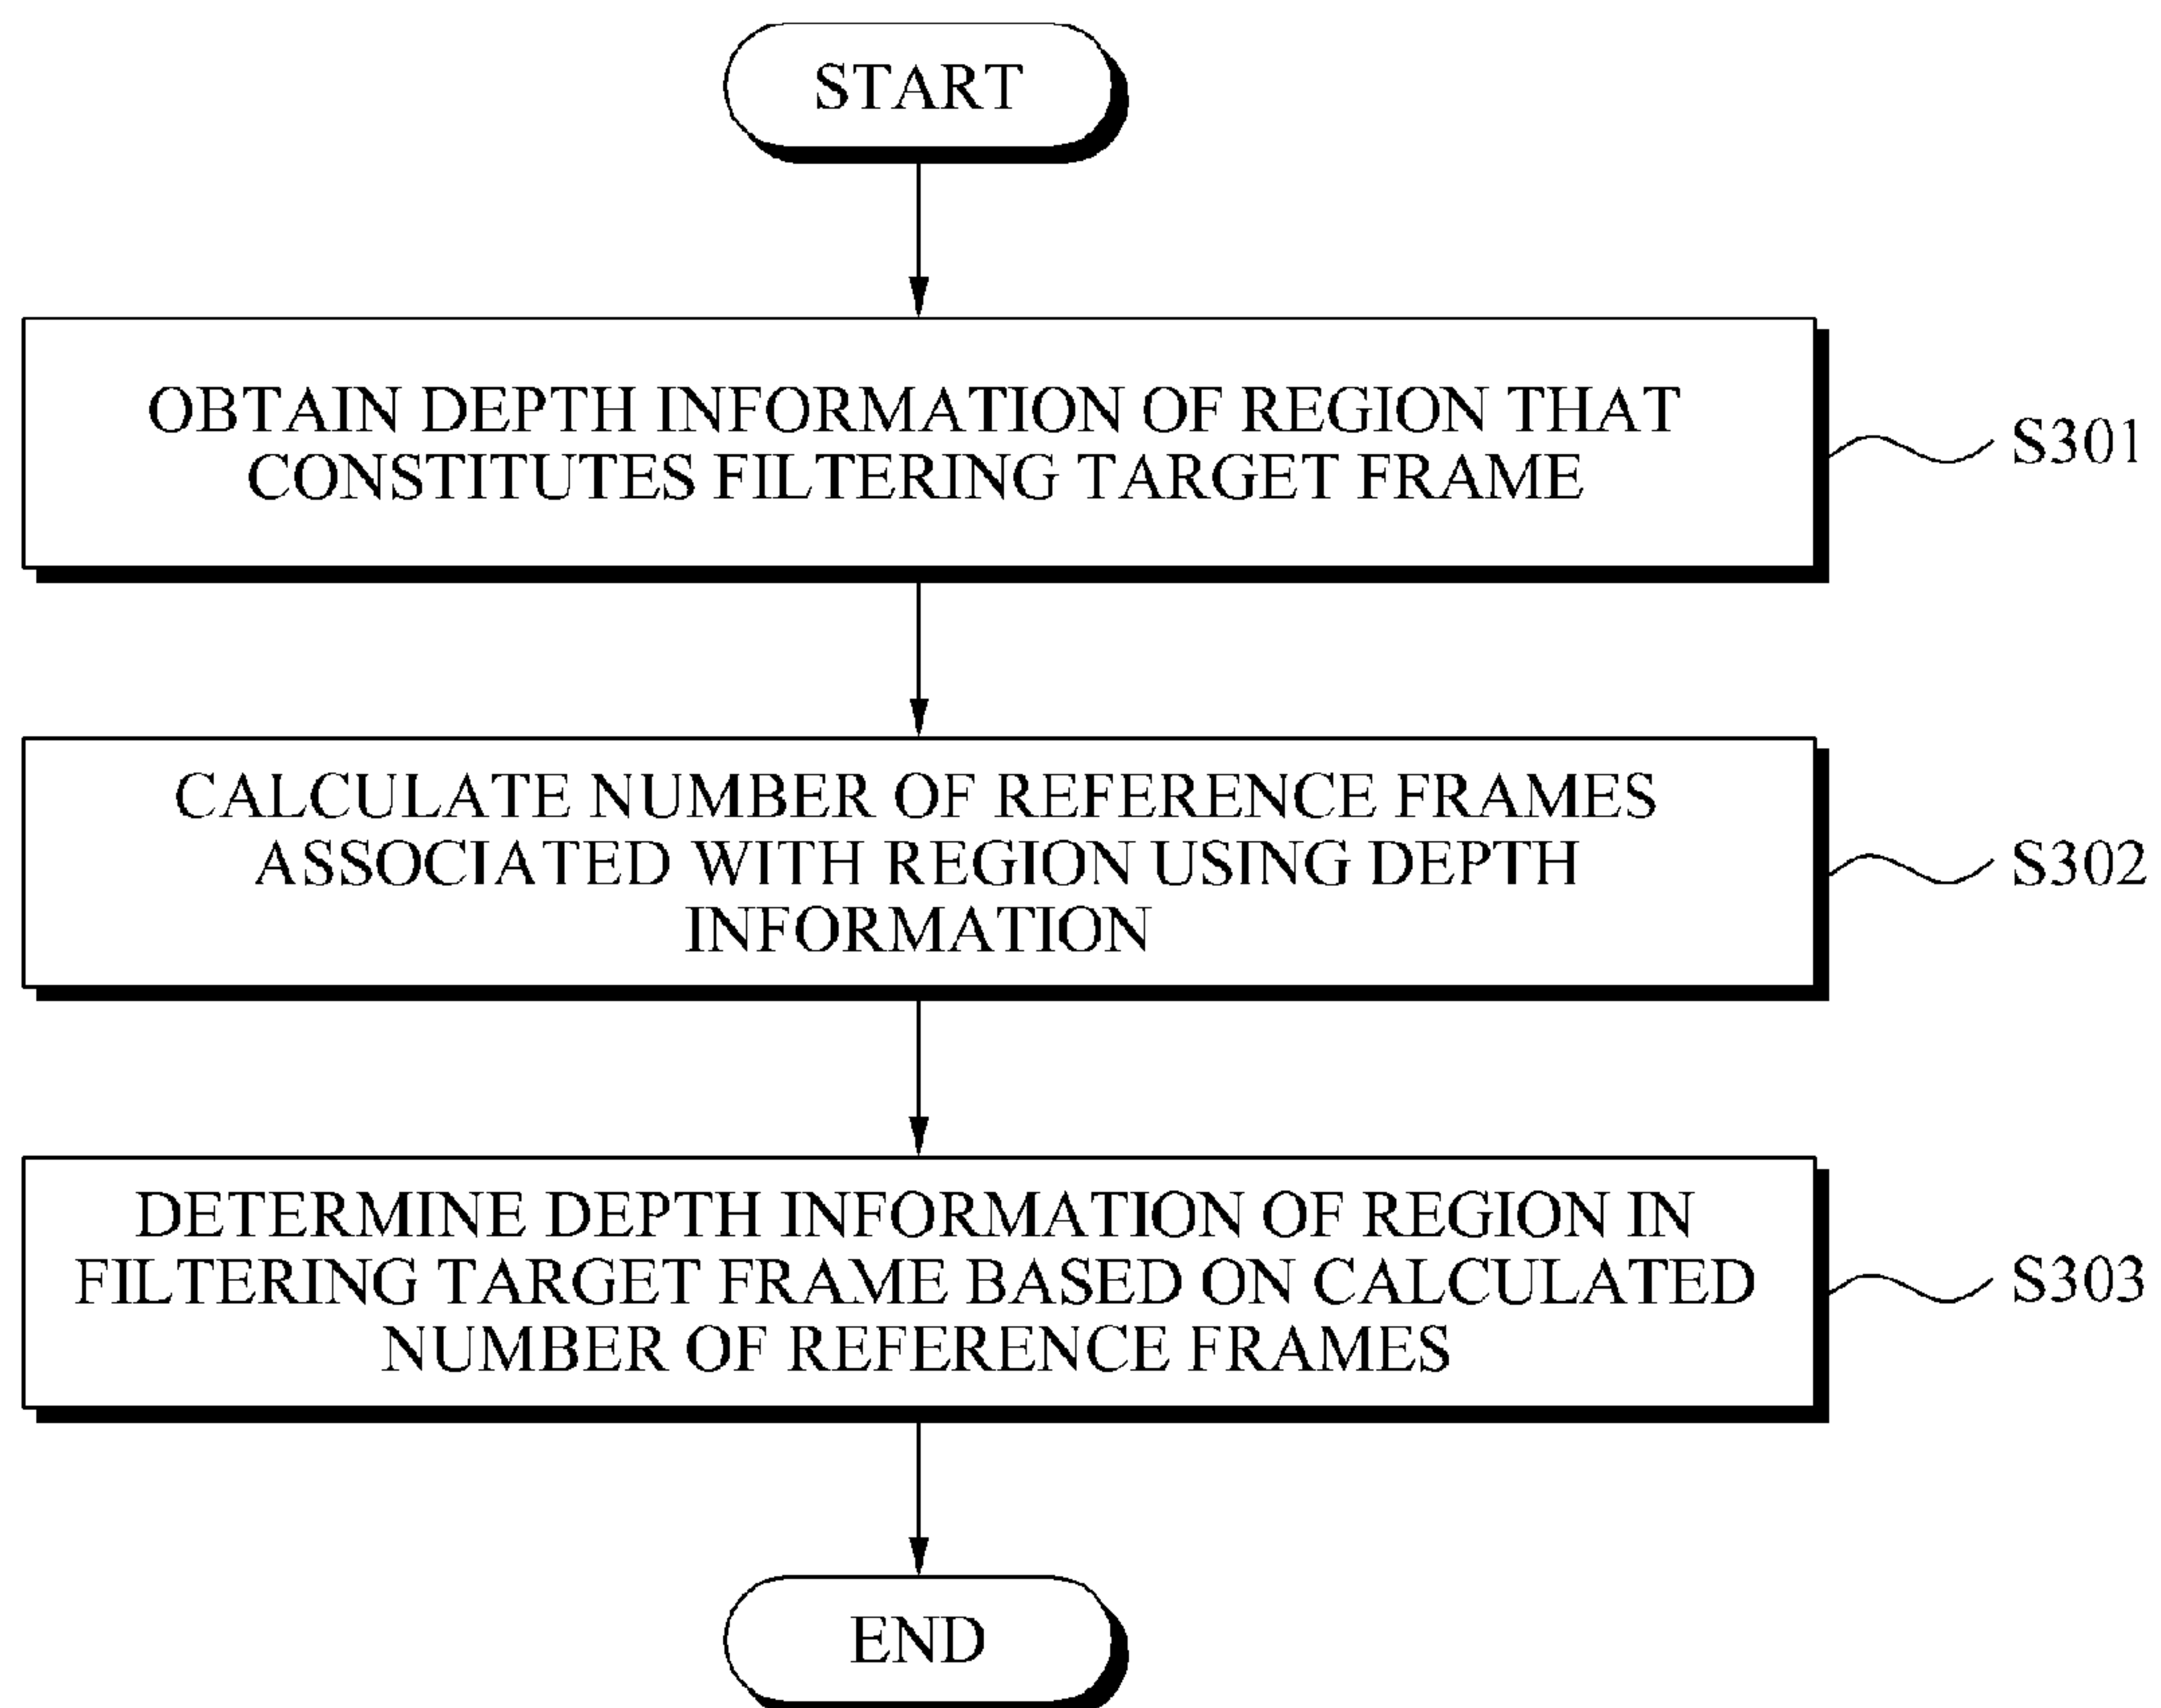 START
OBTAIN DEPTH INFORMATION OF REGION THAT
CONSTITUTES FILTERING TARGET FRAME
S301
CALCULATE NUMBER OF REFERENCE FRAMES
ASSOCIATED WITH REGION USING DEPTH
INFORMATION
S302
DETERMINE DEPTH INFORMATION OF REGION IN
FILTERING TARGET FRAME BASED ON CALCULATED
NUMBER OF REFERENCE FRAMES
S303
END